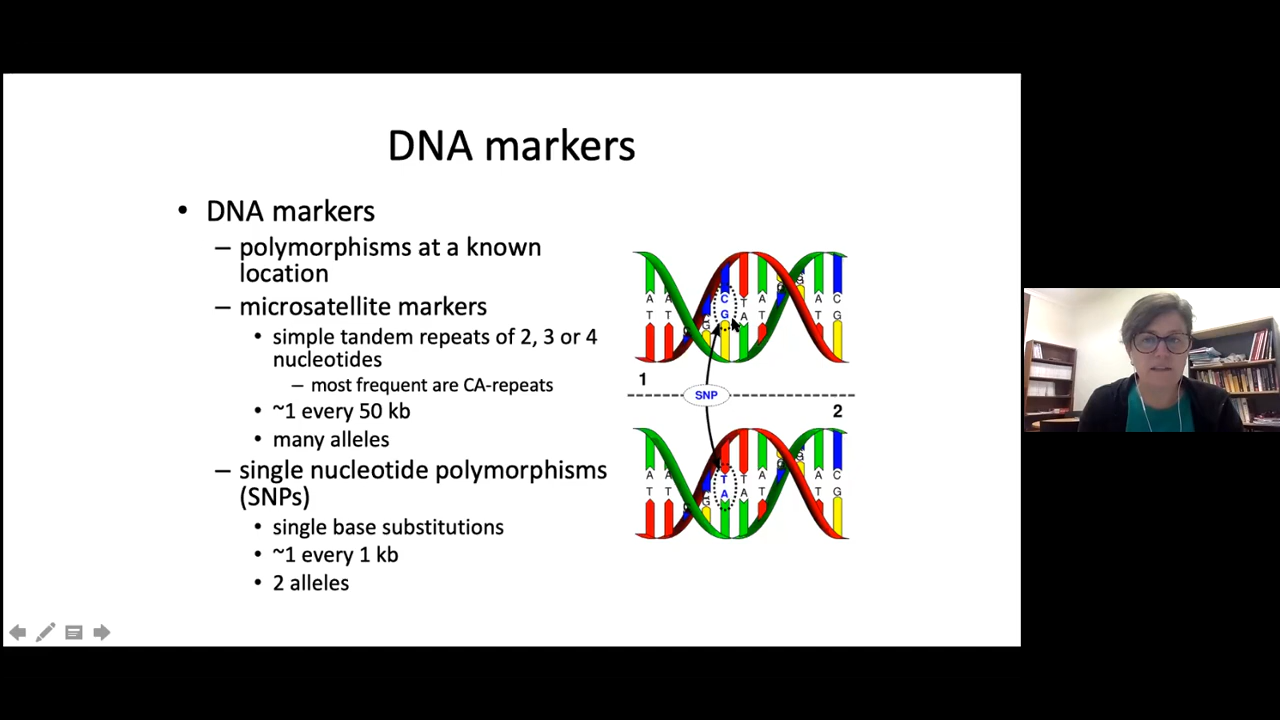 DNA markers
• DNA markers
– polymorphisms at a known
location
– microsatellite markers
• simple tandem repeats of 2, 3 or 4
nucleotides
– most frequent are CA-repeats
• ~1 every 50 kb
• many alleles
– single nucleotide polymorphisms
(SNPs)
• single base substitutions
• ~1 every 1 kb
• 2 alleles
A A C T A A C
T T G G A T T G
1
SNP
2
A A T T A A C
T T G A A T T G